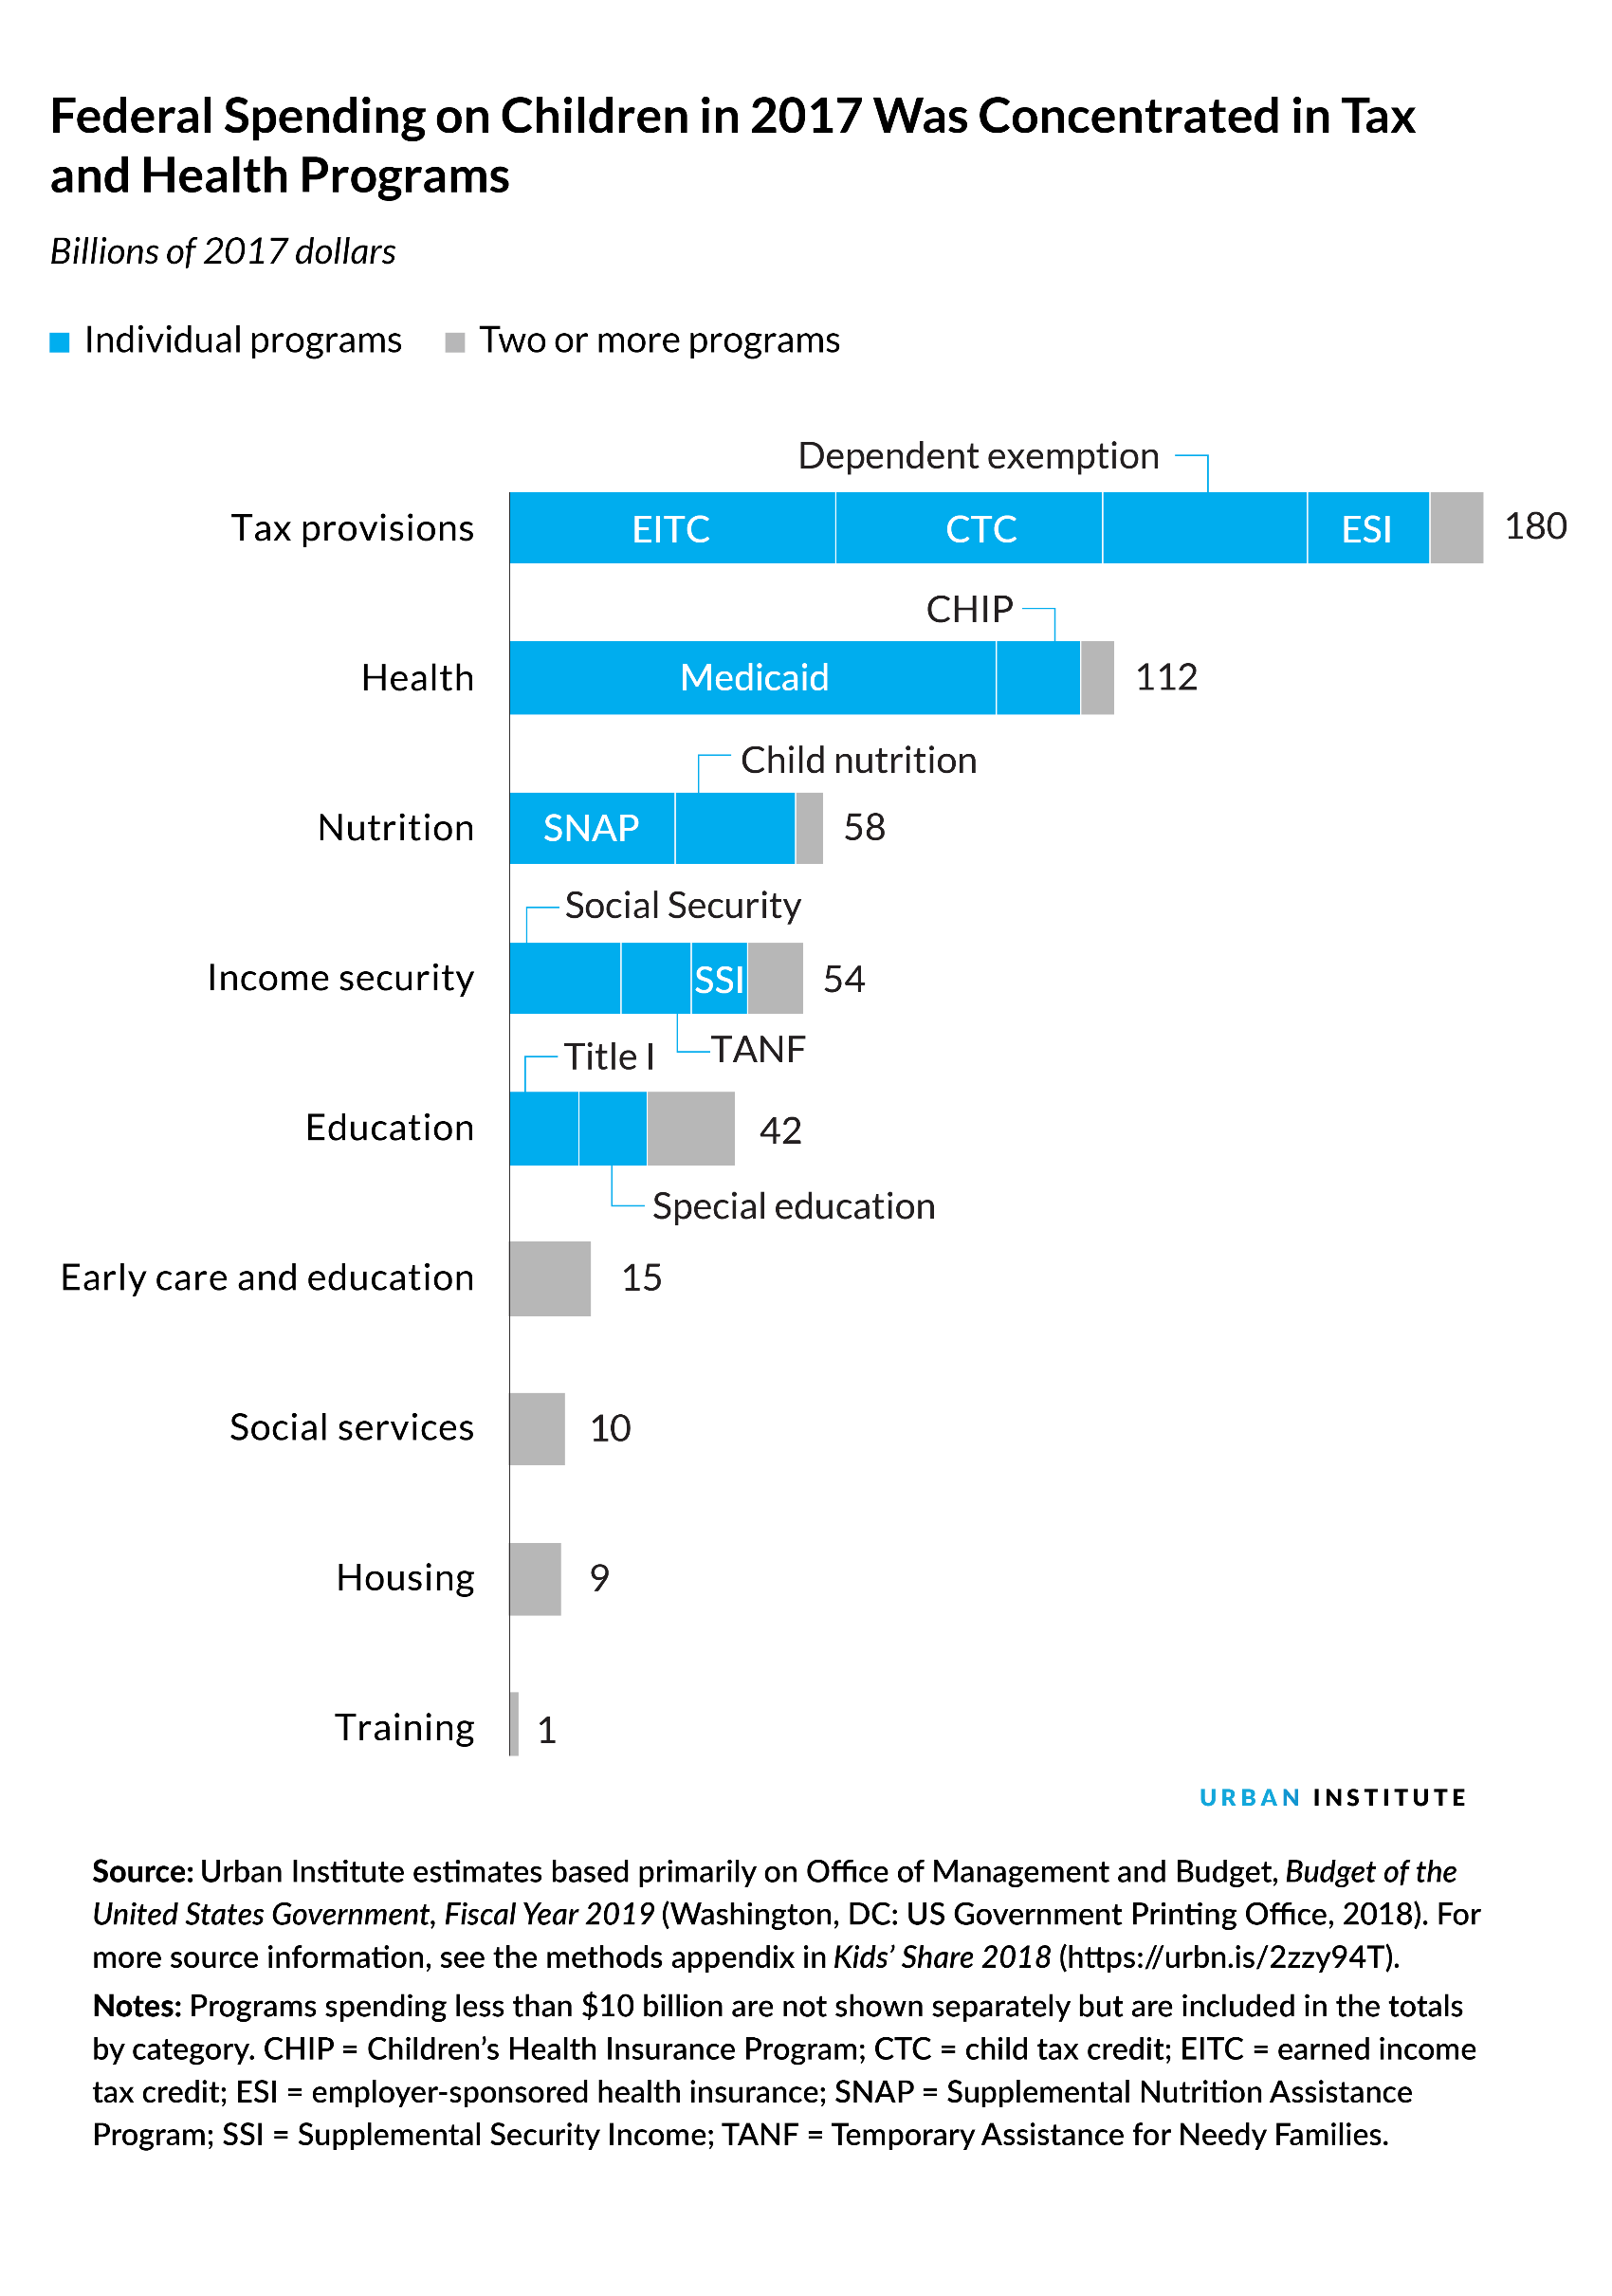 Federal Spending on Children in 2017 Was Concentrated in Tax
and Health Programs
Billions of 2017 dollars
Individual programs
Two or more programs
Dependent exemption
Tax provisions
EITC
CTC
ESI
180
CHIP
Health
Medicaid
112
Child nutrition
Nutrition
SNAP
58
Social Security
Income security
SSI
54
TANF
Title I
Education
42
Special education
Early care and education
15
Social services
10
Housing
9
Training
1
URBAN INSTITUTE
Source: Urban Institute estimates based primarily on Office of Management and Budget, Budget of the
United States Government, Fiscal Year 2019 (Washington, DC: US Government Printing Office, 2018). For
more source information, see the methods appendix in Kids’ Share 2018 (https://urbn.is/2zzy94T).
Notes: Programs spending less than $10 billion are not shown separately but are included in the totals
by category. CHIP = Children’s Health Insurance Program; CTC = child tax credit; EITC = earned income
tax credit; ESI = employer-sponsored health insurance; SNAP = Supplemental Nutrition Assistance
Program; SSI = Supplemental Security Income; TANF = Temporary Assistance for Needy Families.